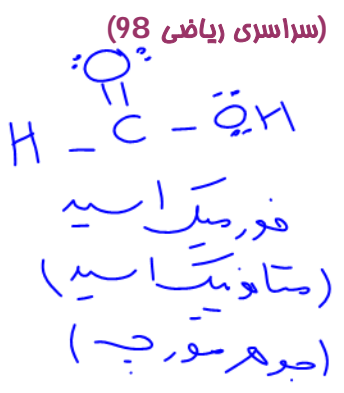 (سراسری ریاضی 98)
O
H - C - OH
فورمیک اسید
(متانوئیک اسید)
(جوهر مورچه)